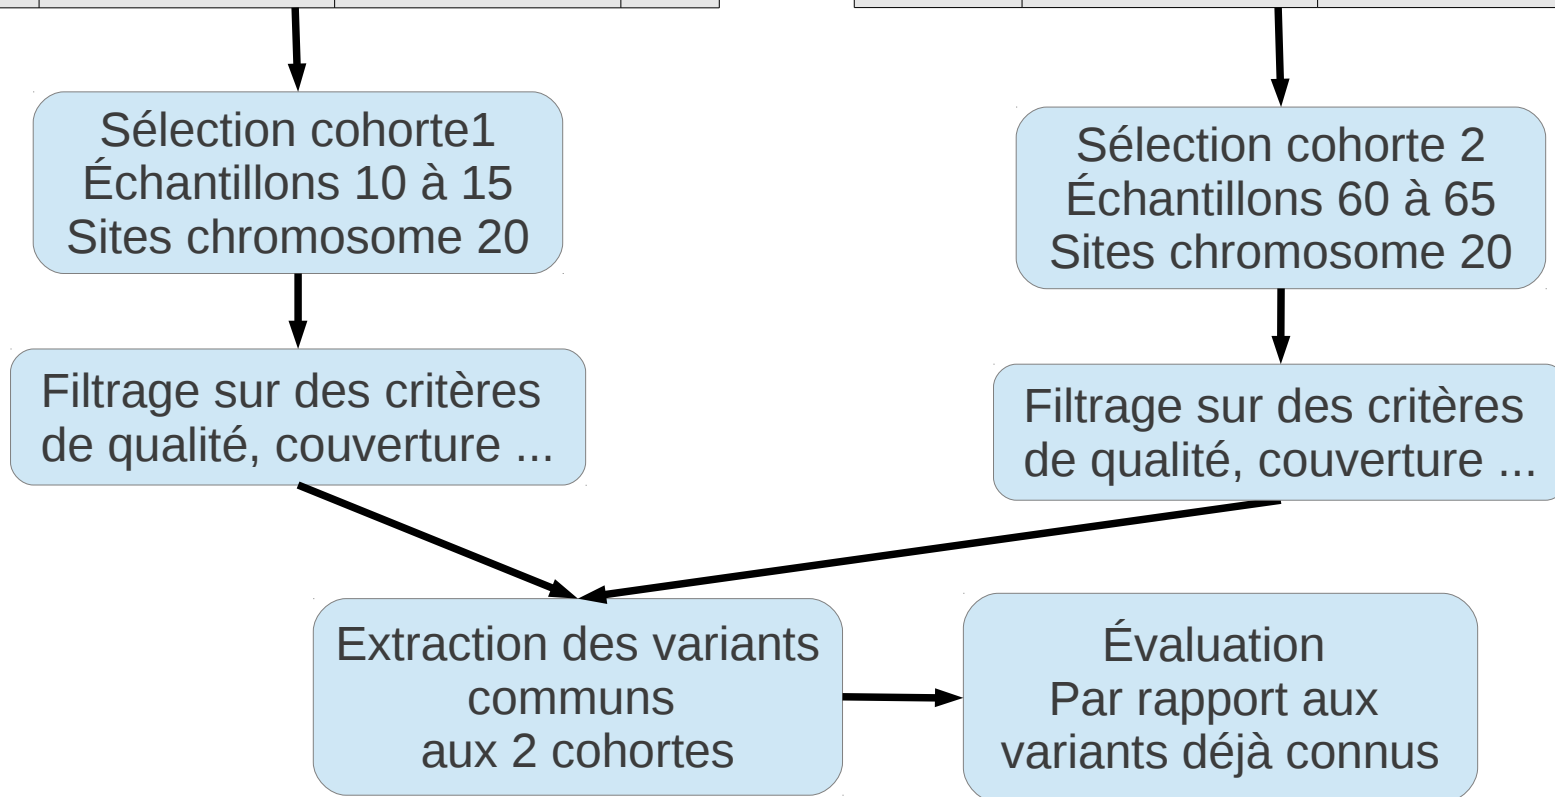 Sélection cohorte1
Échantillons 10 à 15
Sites chromosome 20
Sélection cohorte 2
Échantillons 60 à 65
Sites chromosome 20
Filtrage sur des critères
de qualité, couverture ...
Filtrage sur des critères
de qualité, couverture ...
Extraction des variants
communs
aux 2 cohortes
Évaluation
Par rapport aux
variants déjà connus